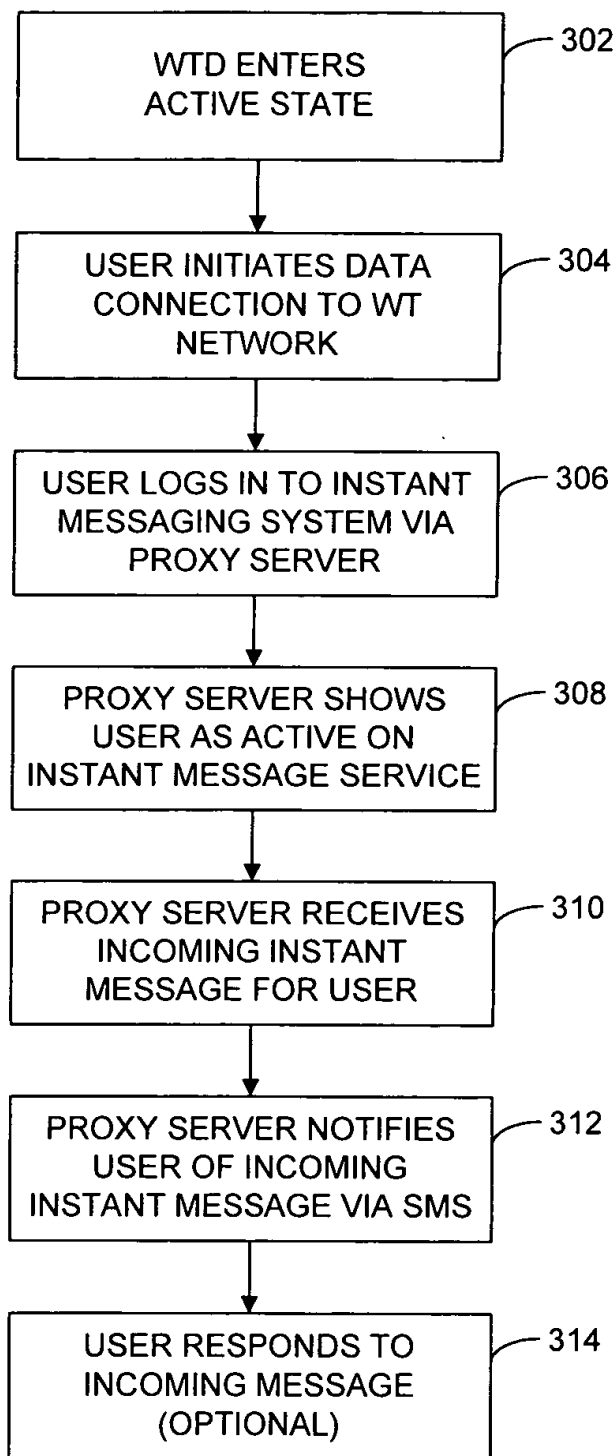 WTD ENTERS
ACTIVE STATE
302
USER INITIATES DATA
CONNECTION TO WT
NETWORK
304
USER LOGS IN TO INSTANT
MESSAGING SYSTEM VIA
PROXY SERVER
306
PROXY SERVER SHOWS
USER AS ACTIVE ON
INSTANT MESSAGE SERVICE
308
PROXY SERVER RECEIVES
INCOMING INSTANT
MESSAGE FOR USER
310
PROXY SERVER NOTIFIES
USER OF INCOMING
INSTANT MESSAGE VIA SMS
312
USER RESPONDS TO
INCOMING MESSAGE
(OPTIONAL)
314